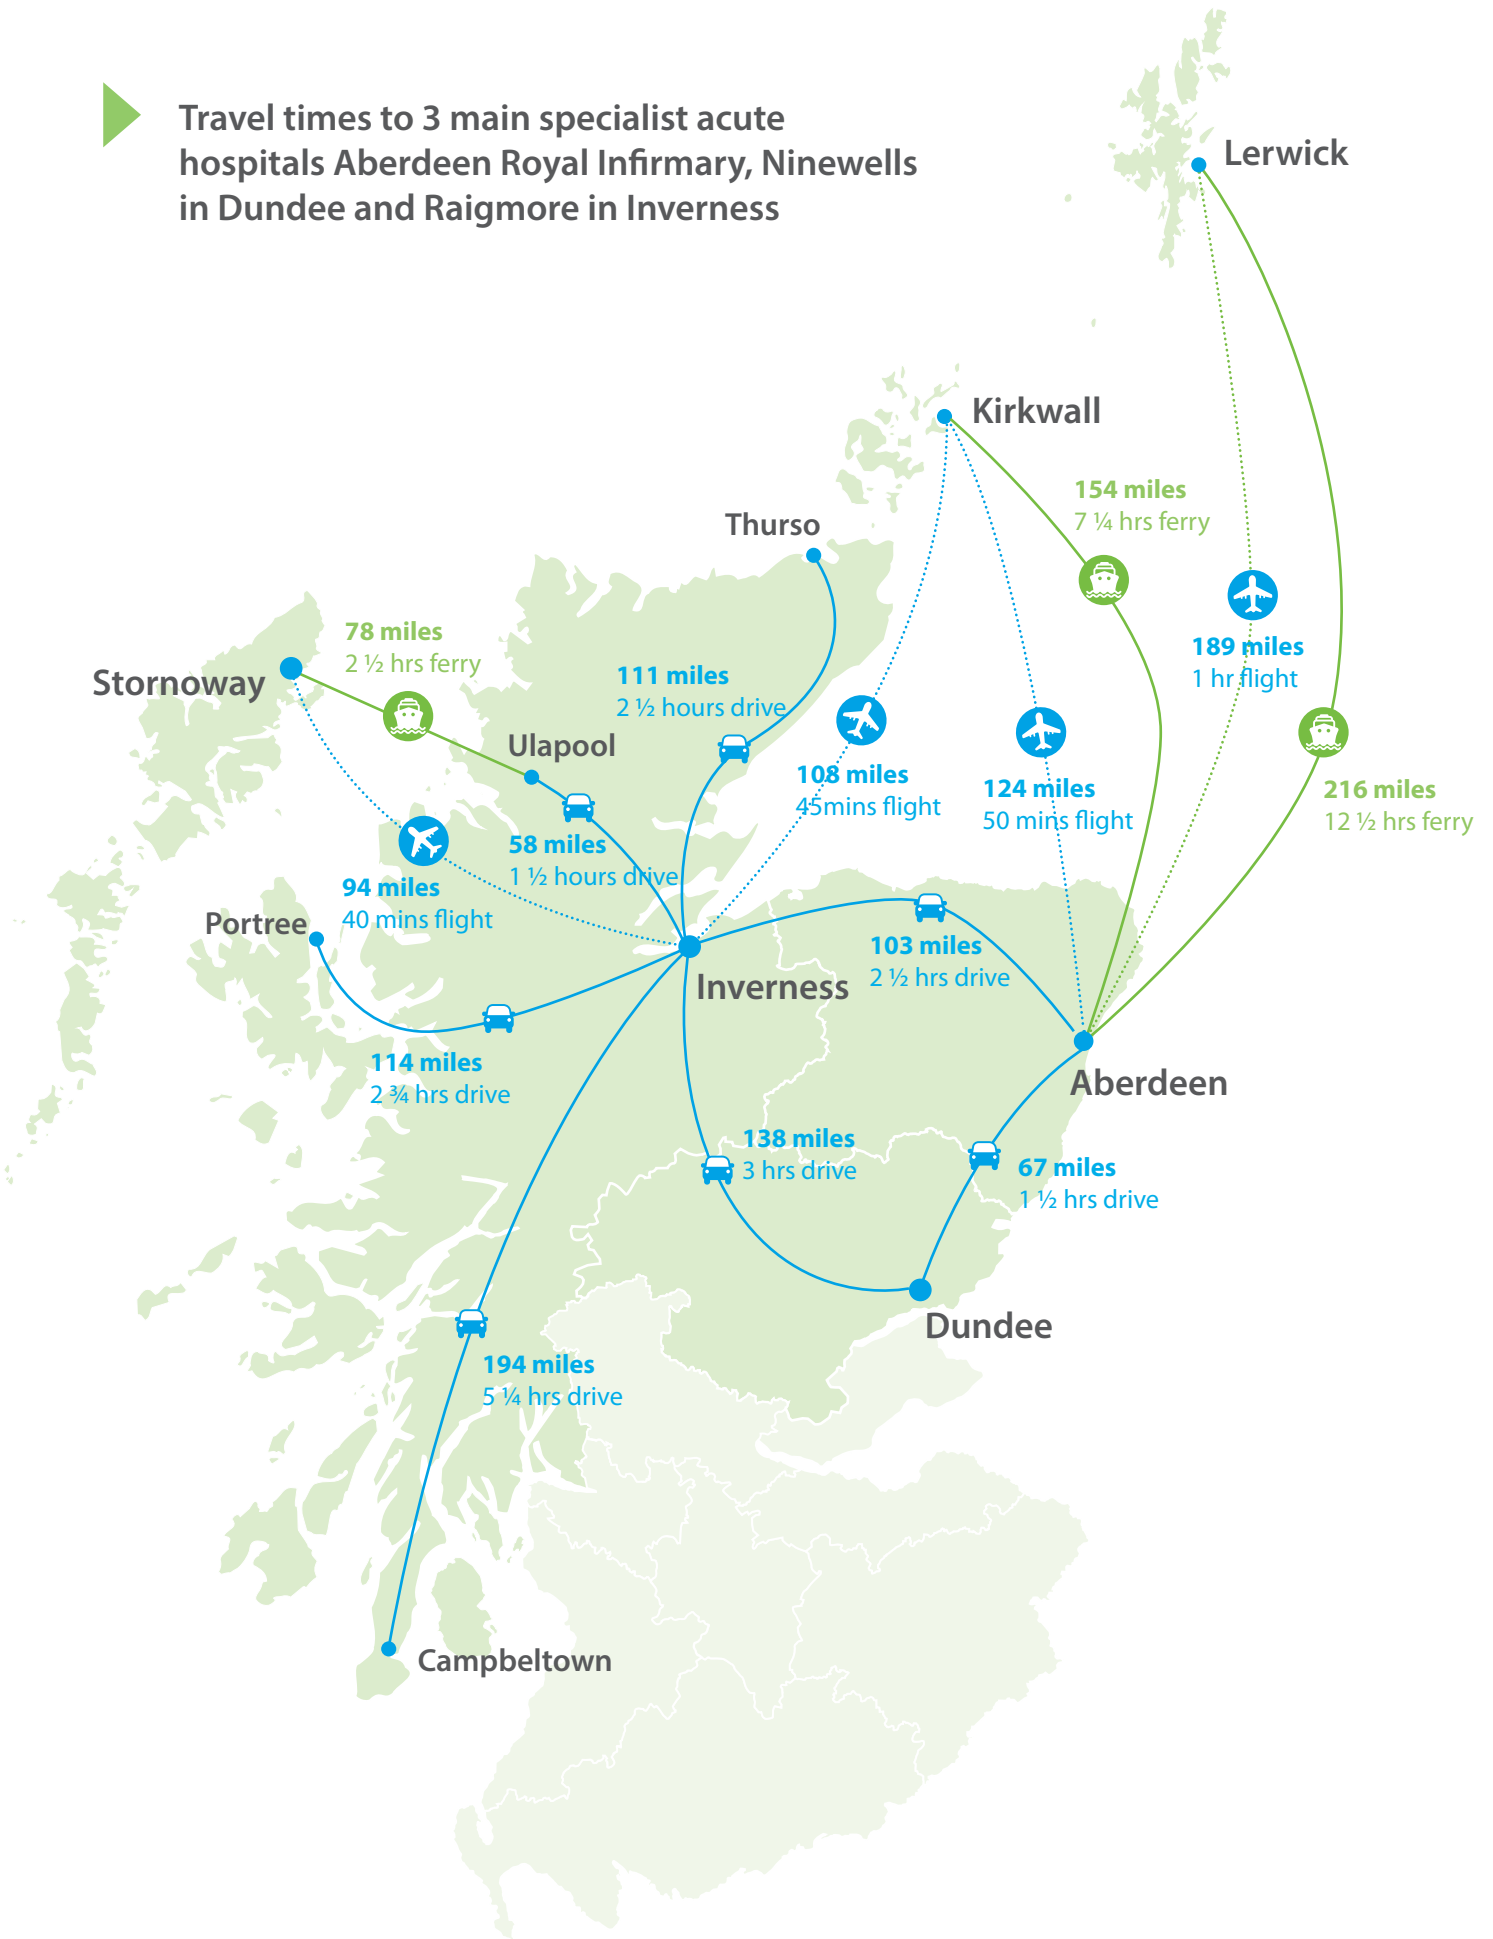 Travel times to 3 main specialist acute
hospitals Aberdeen Royal Infirmary, Ninewells
in Dundee and Raigmore in Inverness
Lerwick
Kirkwall
154 miles
7 ¼ hrs ferry
Thurso
78 miles
2 ½ hrs ferry
189 miles
1 hr flight
Stornoway
111 miles
2 ½ hours drive
Ulapool
108 miles
45mins flight
124 miles
50 mins flight
216 miles
12 ½ hrs ferry
58 miles
1 ½ hours drive
94 miles
40 mins flight
Portree
103 miles
2 ½ hrs drive
Inverness
114 miles
2 ¾ hrs drive
Aberdeen
138 miles
3 hrs drive
67 miles
1 ½ hrs drive
Dundee
194 miles
5 ¼ hrs drive
Campbeltown